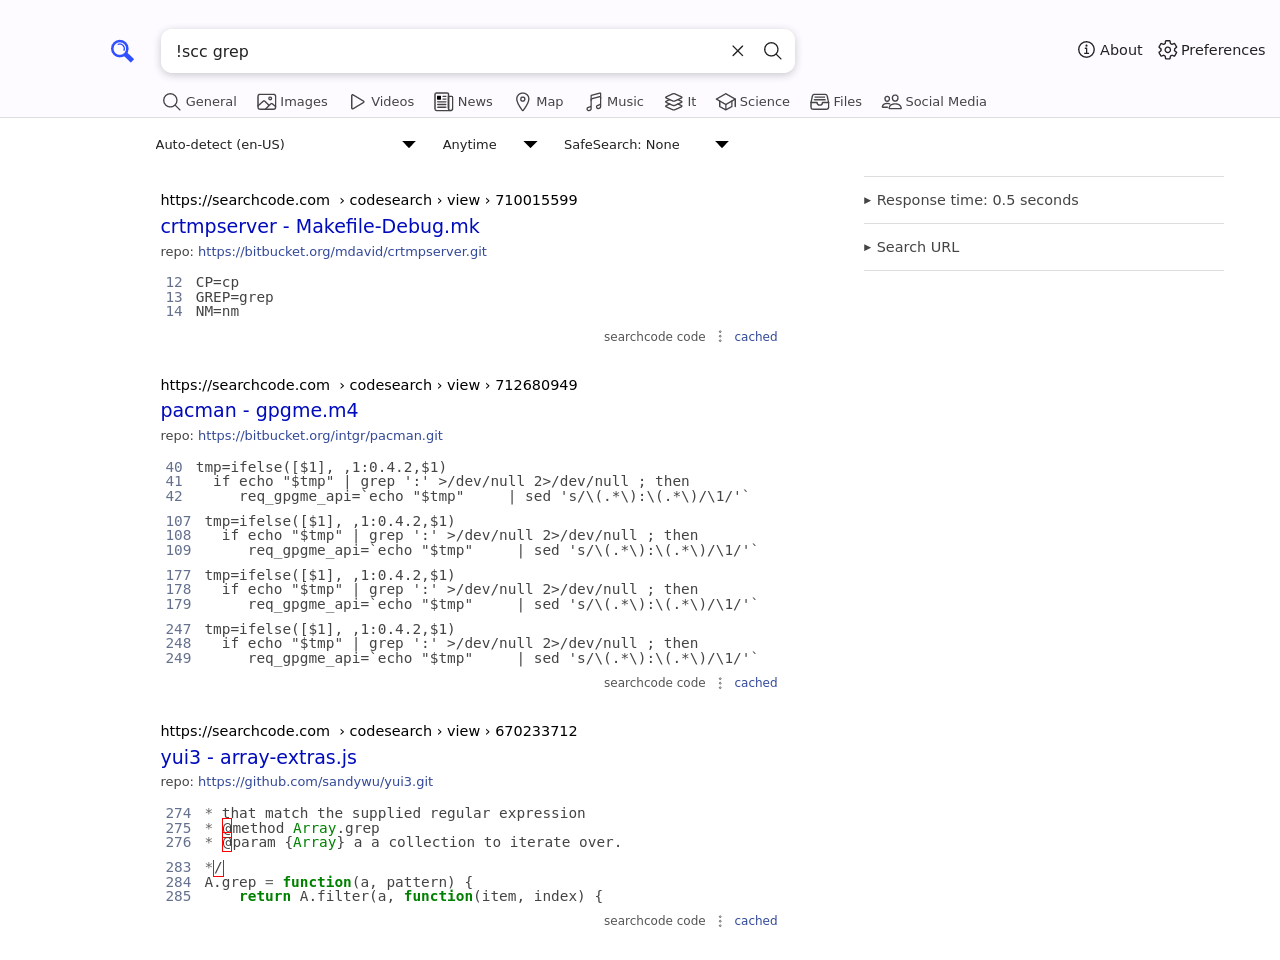 !scc grep
About
Preferences
General
Images
Videos
News
Map
Music
It
Science
Files
Social Media
Auto-detect (en-US)
Anytime
SafeSearch: None
https://searchcode.com › codesearch › view › 710015599
crtmpserver - Makefile-Debug.mk
repo: https://bitbucket.org/mdavid/crtmpserver.git
12 CP=cp
13 GREP=grep
14 NM=nm
searchcode code
cached
https://searchcode.com › codesearch › view › 712680949
pacman - gpgme.m4
repo: https://bitbucket.org/intgr/pacman.git
40 tmp=ifelse([$1], ,1:0.4.2,$1)
41   if echo "$tmp" | grep ':' >/dev/null 2>/dev/null ; then
42      req_gpgme_api=`echo "$tmp"     | sed 's/\(.*\):\(.*\)/\1/'`
107 tmp=ifelse([$1], ,1:0.4.2,$1)
108   if echo "$tmp" | grep ':' >/dev/null 2>/dev/null ; then
109      req_gpgme_api=`echo "$tmp"     | sed 's/\(.*\):\(.*\)/\1/'`
177 tmp=ifelse([$1], ,1:0.4.2,$1)
178   if echo "$tmp" | grep ':' >/dev/null 2>/dev/null ; then
179      req_gpgme_api=`echo "$tmp"     | sed 's/\(.*\):\(.*\)/\1/'`
247 tmp=ifelse([$1], ,1:0.4.2,$1)
248   if echo "$tmp" | grep ':' >/dev/null 2>/dev/null ; then
249      req_gpgme_api=`echo "$tmp"     | sed 's/\(.*\):\(.*\)/\1/'`
searchcode code
cached
https://searchcode.com › codesearch › view › 670233712
yui3 - array-extras.js
repo: https://github.com/sandywu/yui3.git
274 * that match the supplied regular expression
275 * @method Array.grep
276 * @param {Array} a a collection to iterate over.
283 */
284 A.grep = function(a, pattern) {
285     return A.filter(a, function(item, index) {
searchcode code
cached
Response time: 0.5 seconds
Search URL